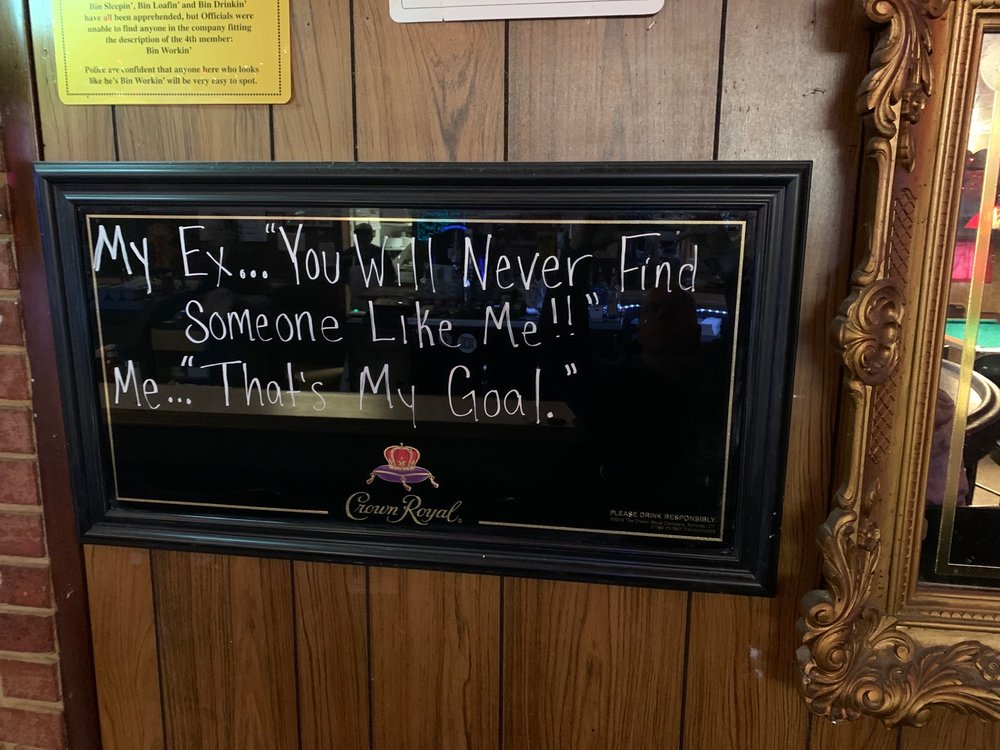 Bin Sleepin', Bin Loafin' and Bin Drinkin'
have all been apprehended, but Officials were
unable to find anyone in the company fitting
the description of the 4th member:
Bin Workin'
Police are confident that anyone here who looks
like he's Bin Workin' will be very easy to spot.
My Ex... "You Will Never Find
Someone Like Me!!"
Me... "That's My Goal."
Crown Royal
PLEASE DRINK RESPONSIBLY.